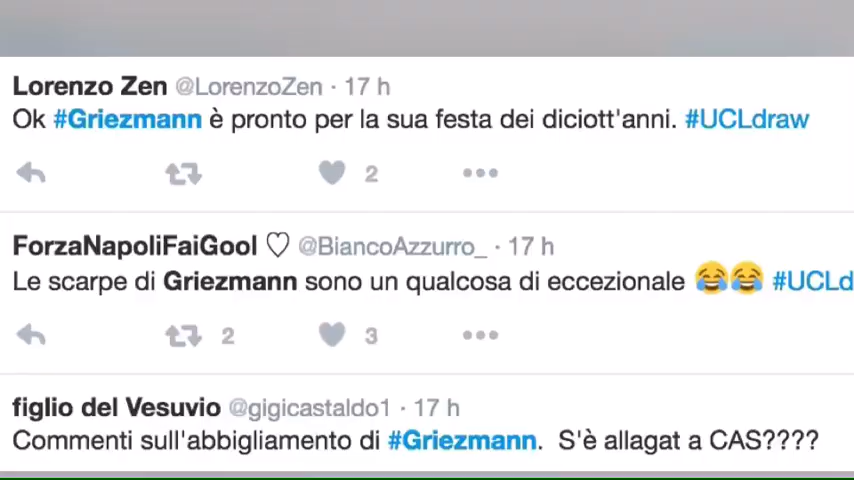 Lorenzo Zen @LorenzoZen · 17 h
Ok #Griezmann è pronto per la sua festa dei diciott'anni. #UCLdraw
2
ForzaNapoliFaiGool ♡ @BiancoAzzurro_ · 17 h
Le scarpe di Griezmann sono un qualcosa di eccezionale 😂😂 #UCLd
2 3
figlio del Vesuvio @gigicastaldo1 · 17 h
Commenti sull'abbigliamento di #Griezmann. S'è allagat a CAS????